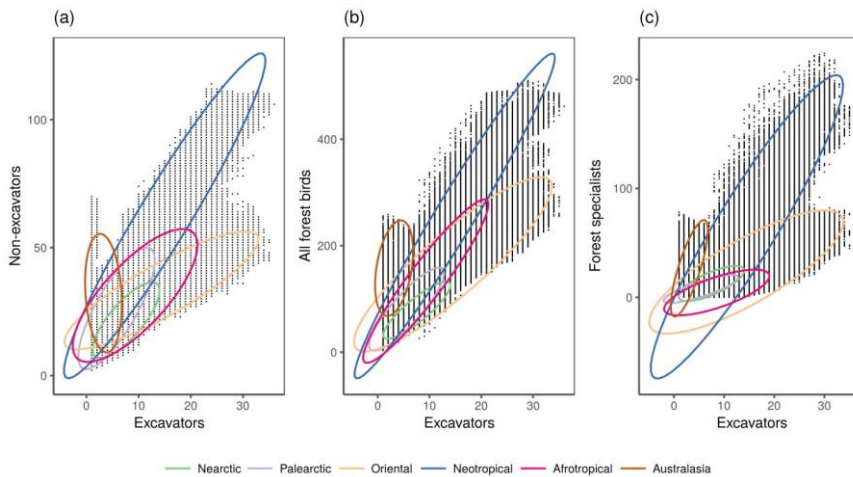 (a)
(b)
(c)
Non-excavators
100
50
0
0
10
20
30
Excavators
All forest birds
400
200
0
0
10
20
30
Excavators
Forest specialists
200
100
0
0
10
20
30
Excavators
Nearctic
Palearctic
Oriental
Neotropical
Afrotropical
Australasia